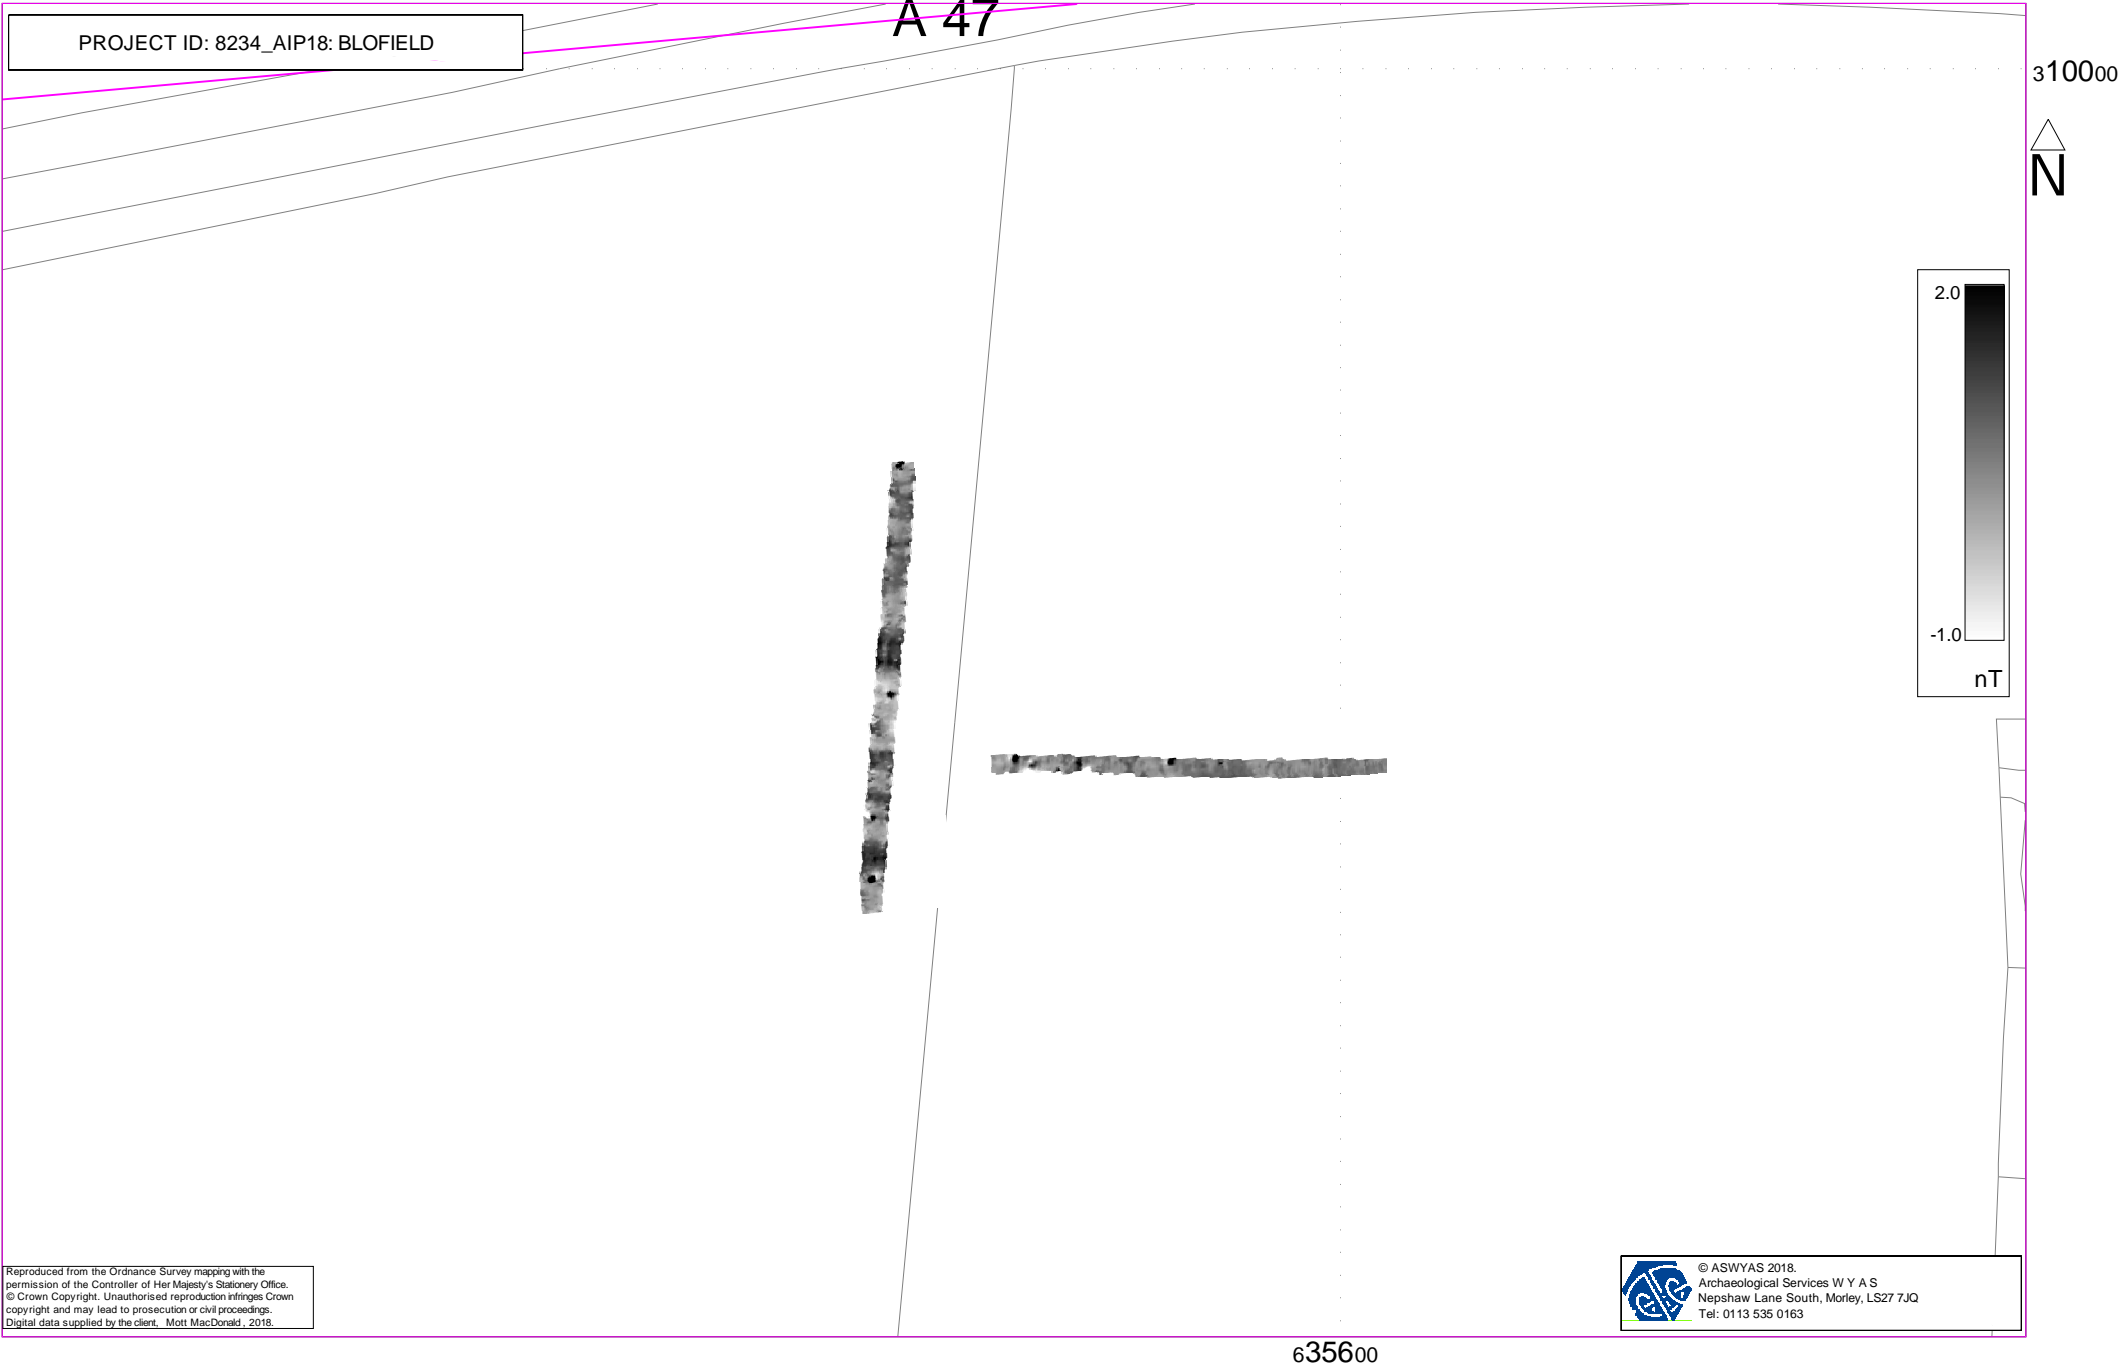 A 47
PROJECT ID: 8234_AIP18: BLOFIELD
310000
N
2.0
-1.0
nT
Reproduced from the Ordnance Survey mapping with the
permission of the Controller of Her Majesty's Stationery Office.
© Crown Copyright. Unauthorised reproduction infringes Crown
copyright and may lead to prosecution or civil proceedings.
Digital data supplied by the client, Mott MacDonald, 2018.
© ASWYAS 2018.
Archaeological Services W Y A S
Nepshaw Lane South, Morley, LS27 7JQ
Tel: 0113 535 0163
635600